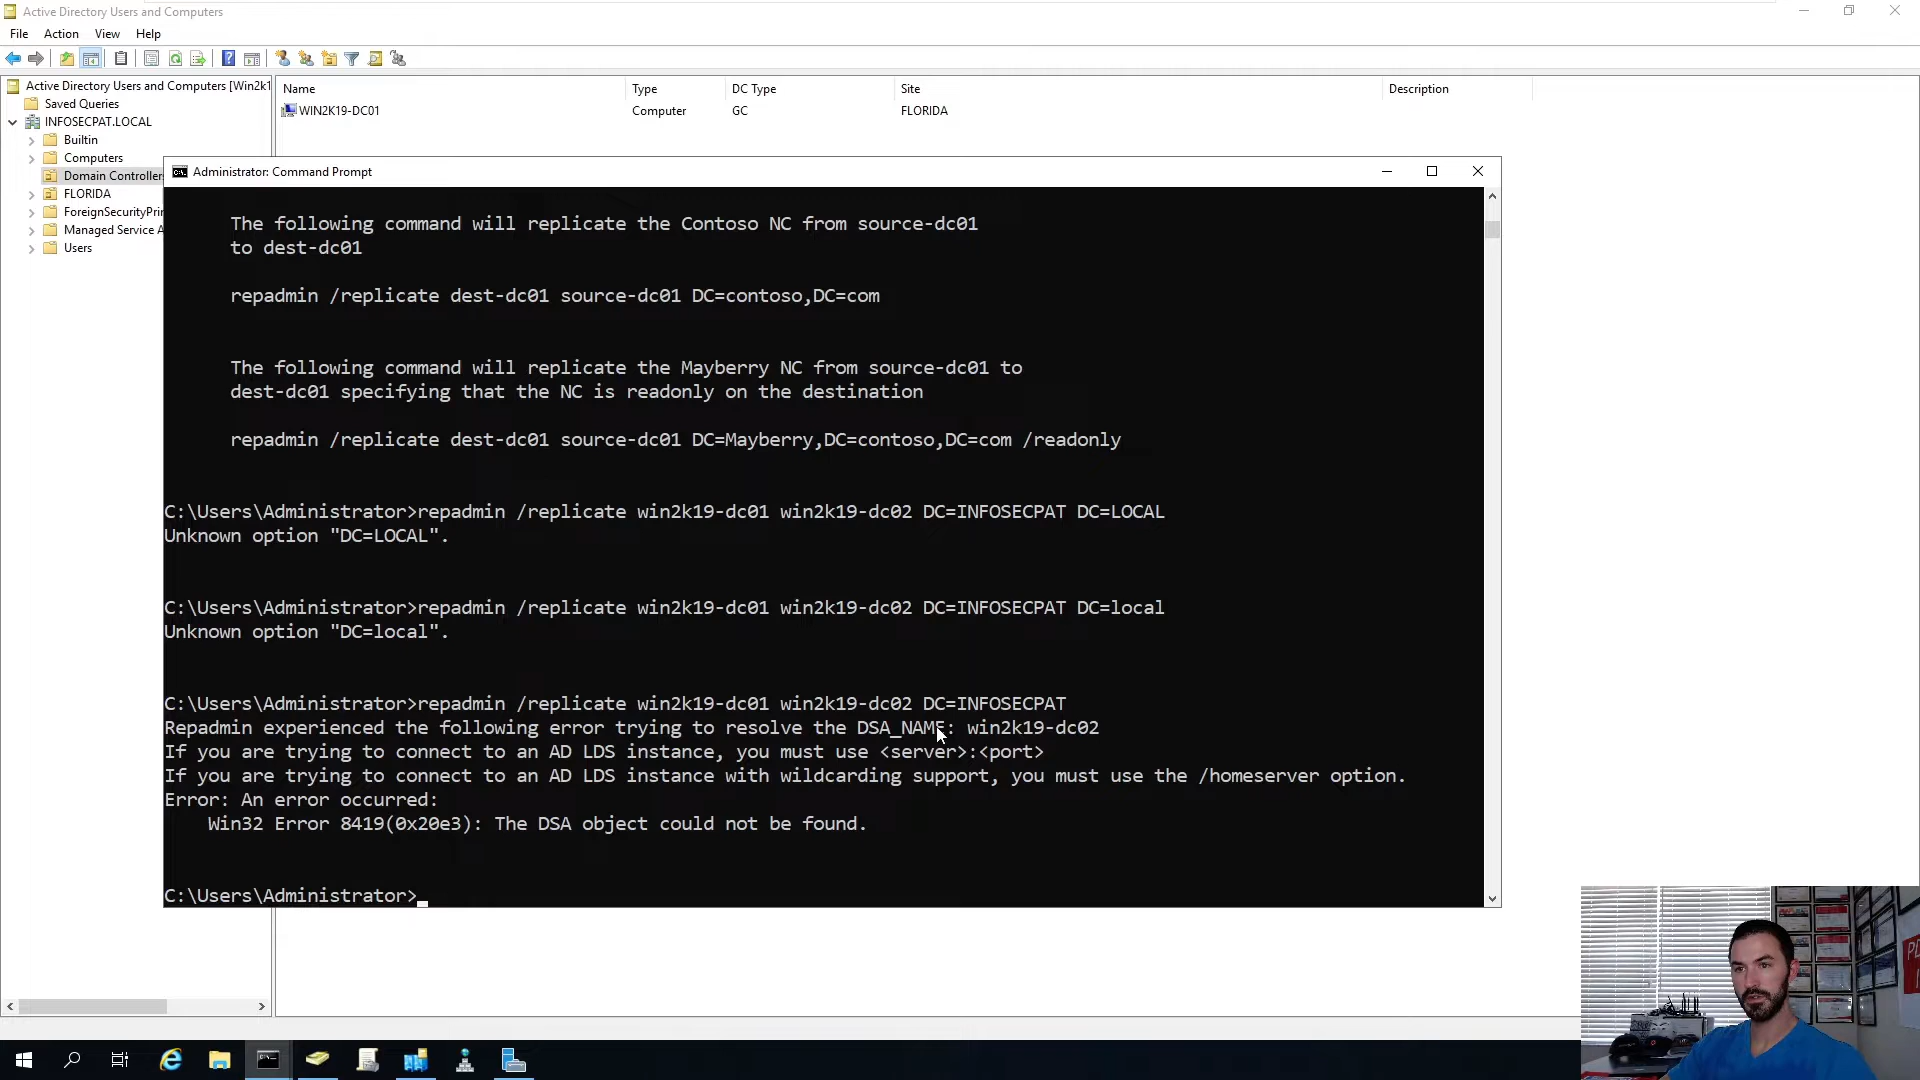 Active Directory Users and Computers
File Action View Help
Active Directory Users and Computers [Win2k1
Saved Queries
INFOSECPAT.LOCAL
Builtin
Computers
Domain Controllers
FLORIDA
ForeignSecurityPrin
Managed Service A
Users
Name Type DC Type Site Description
WIN2K19-DC01 Computer GC FLORIDA
Administrator: Command Prompt
The following command will replicate the Contoso NC from source-dc01
to dest-dc01
repadmin /replicate dest-dc01 source-dc01 DC=contoso,DC=com
The following command will replicate the Mayberry NC from source-dc01 to
dest-dc01 specifying that the NC is readonly on the destination
repadmin /replicate dest-dc01 source-dc01 DC=Mayberry,DC=contoso,DC=com /readonly
C:\Users\Administrator>repadmin /replicate win2k19-dc01 win2k19-dc02 DC=INFOSECPAT DC=LOCAL
Unknown option "DC=LOCAL".
C:\Users\Administrator>repadmin /replicate win2k19-dc01 win2k19-dc02 DC=INFOSECPAT DC=local
Unknown option "DC=local".
C:\Users\Administrator>repadmin /replicate win2k19-dc01 win2k19-dc02 DC=INFOSECPAT
Repadmin experienced the following error trying to resolve the DSA_NAME: win2k19-dc02
If you are trying to connect to an AD LDS instance, you must use <server>:<port>
If you are trying to connect to an AD LDS instance with wildcarding support, you must use the /homeserver option.
Error: An error occurred:
Win32 Error 8419(0x20e3): The DSA object could not be found.
C:\Users\Administrator>